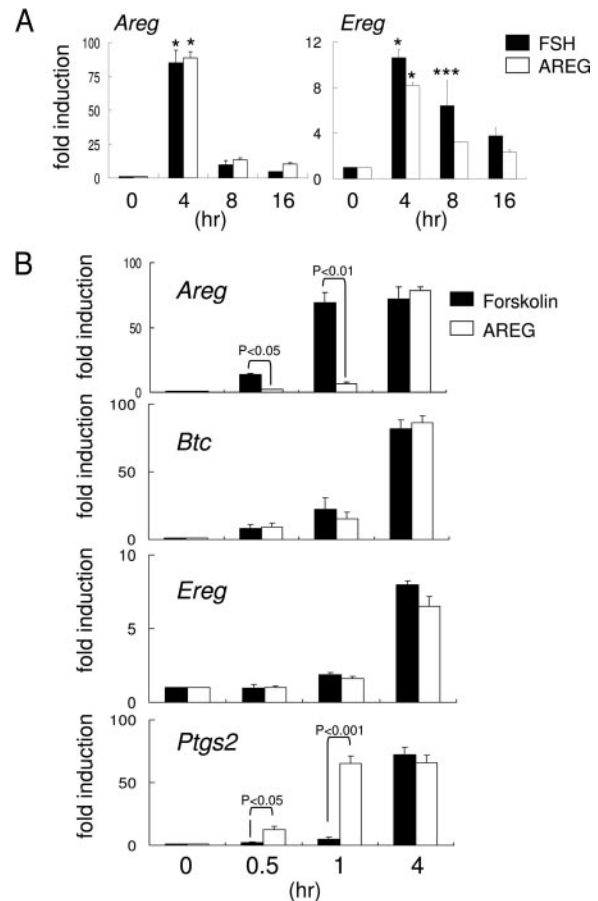 A
Areg
Ereg
fold induction
100
75
50
25
0
* *
0 4 8 16
(hr)
12
8
4
0
*
*
***
0 4 8 16
(hr)
FSH
AREG
B
Areg
fold induction
100
50
0
P<0.05
P<0.01
Forskolin
AREG
Btc
fold induction
100
50
0
Ereg
fold induction
10
5
0
Ptgs2
fold induction
100
50
0
P<0.05
P<0.001
0 0.5 1 4
(hr)